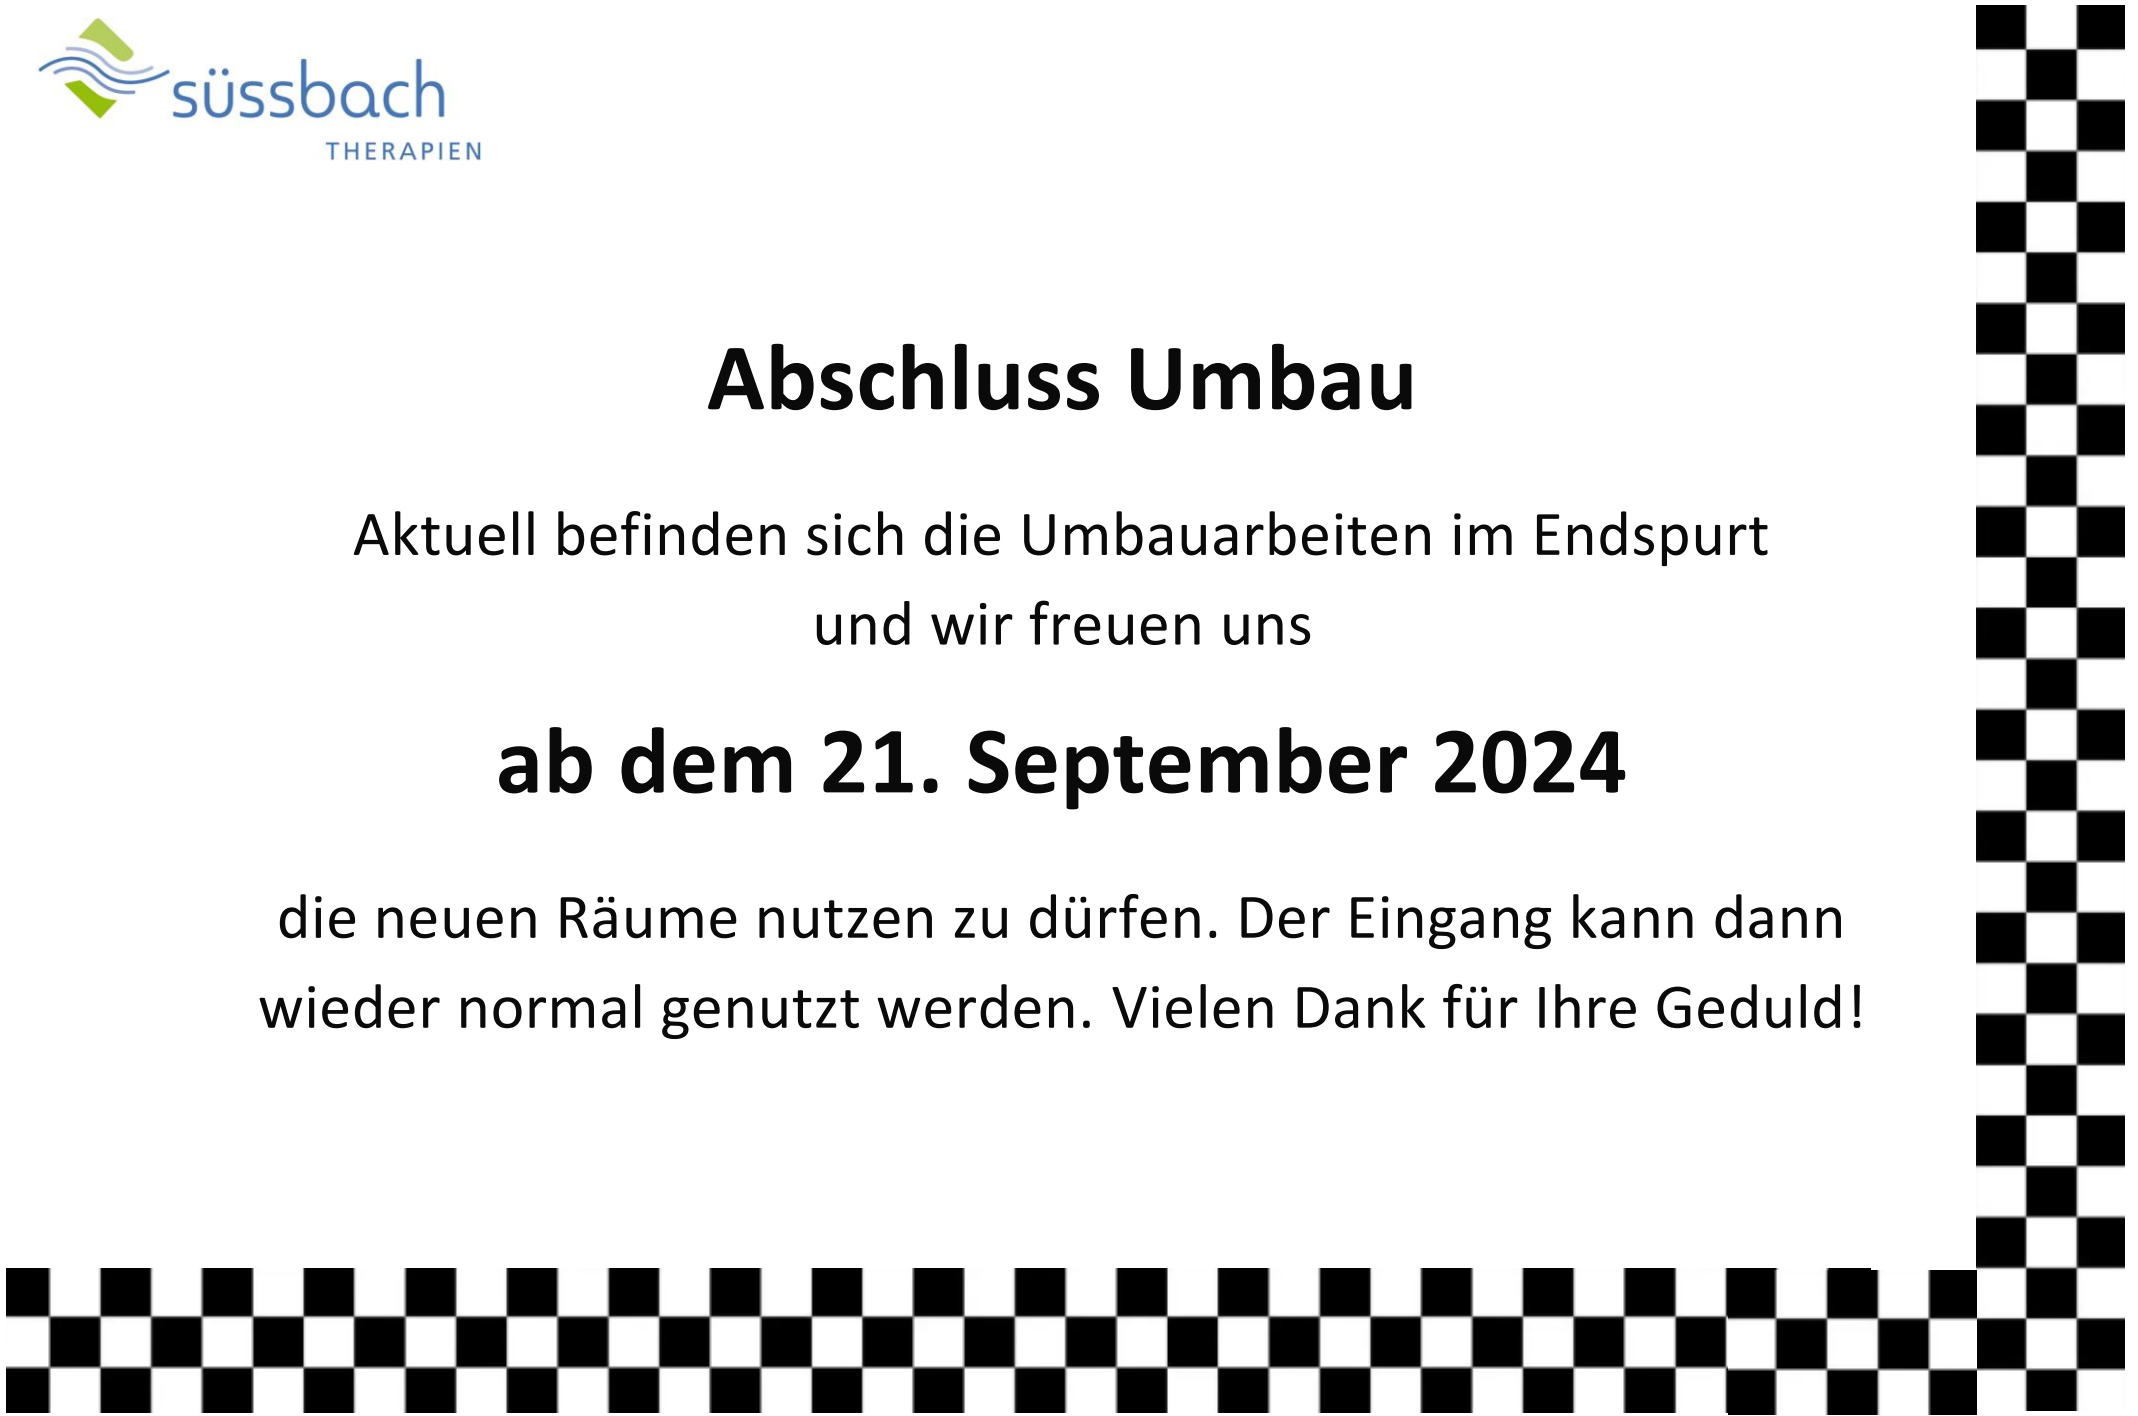 süssbach
THERAPIEN
Abschluss Umbau
Aktuell befinden sich die Umbauarbeiten im Endspurt
und wir freuen uns
ab dem 21. September 2024
die neuen Räume nutzen zu dürfen. Der Eingang kann dann
wieder normal genutzt werden. Vielen Dank für Ihre Geduld!